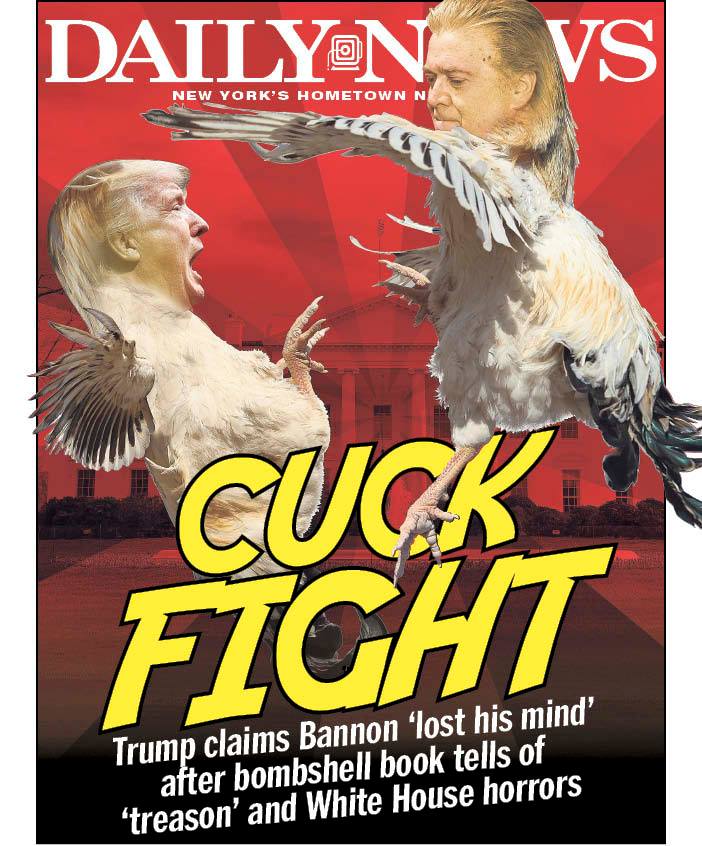 DAILY NEWS
NEW YORK'S HOMETOWN N
CUCK
FIGHT
Trump claims Bannon 'lost his mind'
after bombshell book tells of
'treason' and White House horrors